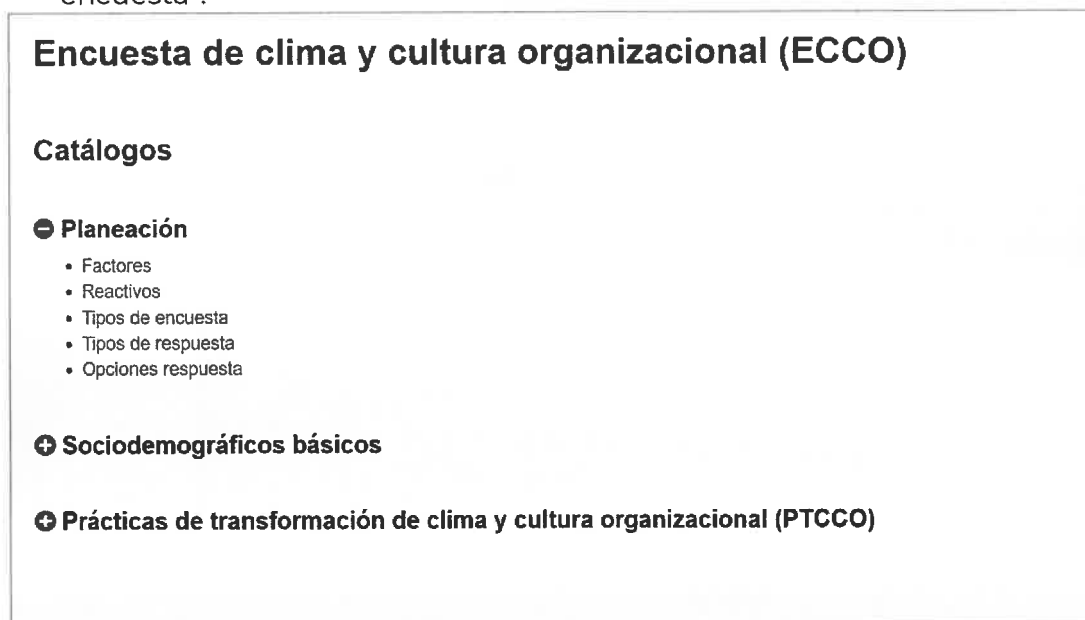 encuesta".
Encuesta de clima y cultura organizacional (ECCO)
Catálogos
Planeación
• Factores
• Reactivos
• Tipos de encuesta
• Tipos de respuesta
• Opciones respuesta
Sociodemográficos básicos
Prácticas de transformación de clima y cultura organizacional (PTCCO)